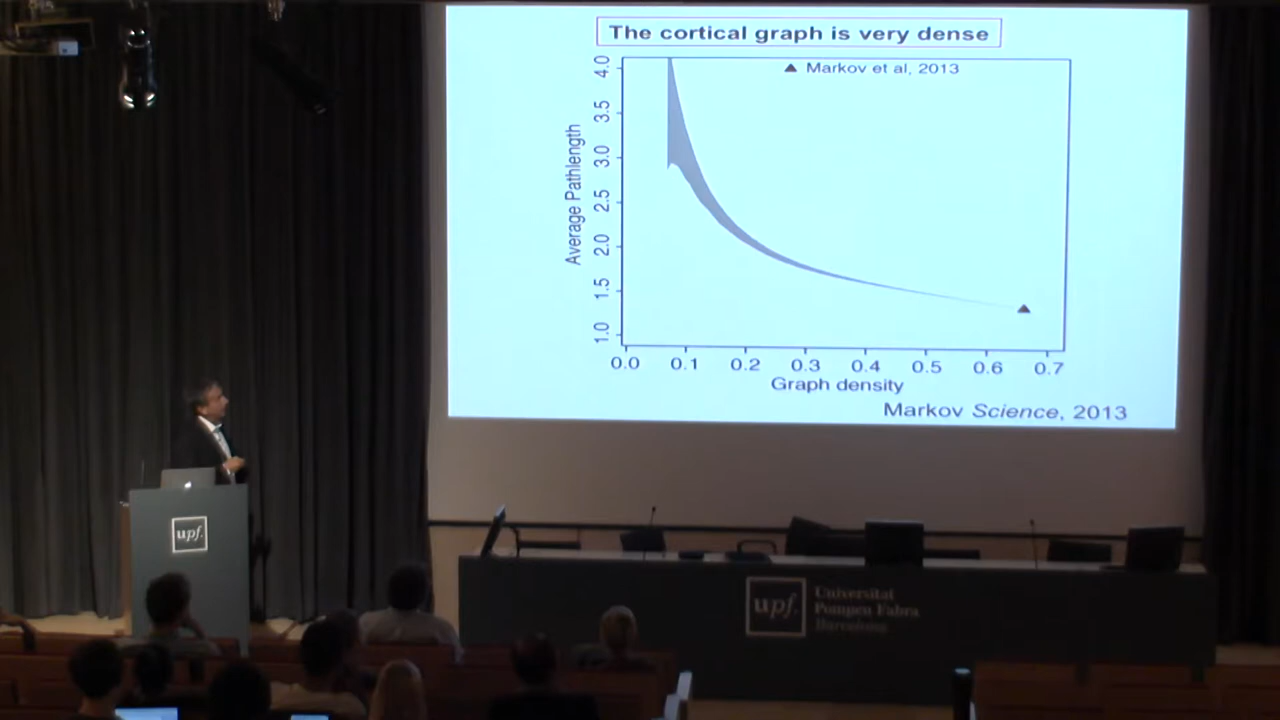 The cortical graph is very dense
Markov et al, 2013
Average Pathlength
4.0
3.5
3.0
2.5
2.0
1.5
1.0
0.0 0.1 0.2 0.3 0.4 0.5 0.6 0.7
Graph density
Markov Science, 2013
upf.
upf.
Universitat
Pompeu Fabra
Barcelona